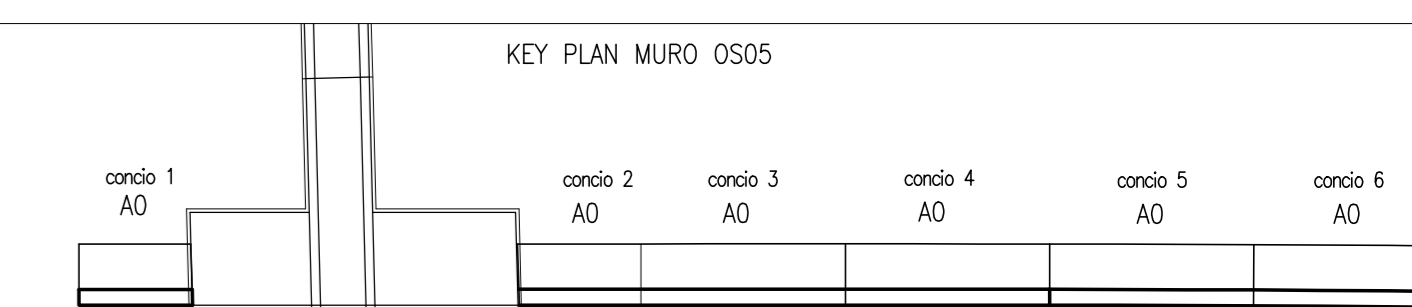 KEY PLAN MURO OS05
concio 1
A0
concio 2
A0
concio 3
A0
concio 4
A0
concio 5
A0
concio 6
A0